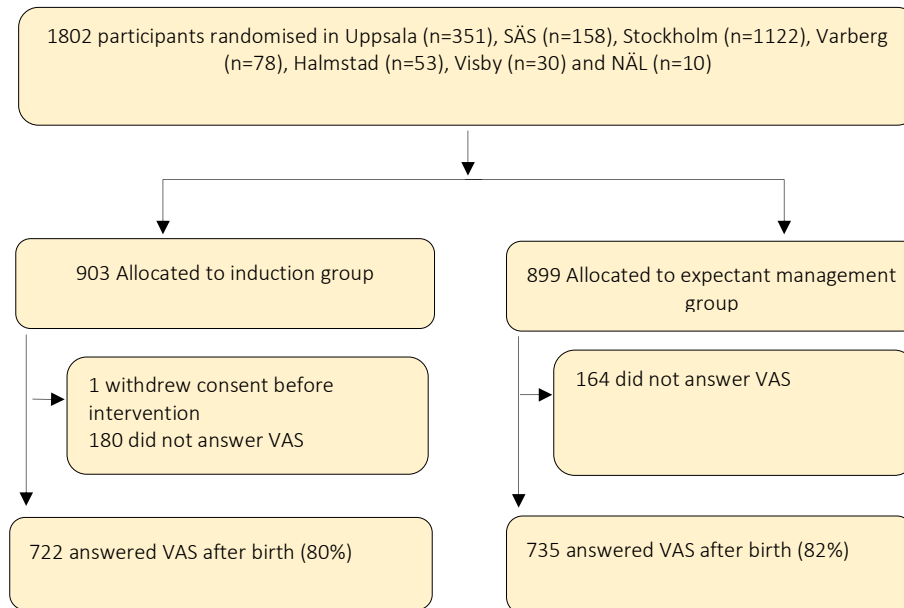 1802 participants randomised in Uppsala (n=351), SÄS (n=158), Stockholm (n=1122), Varberg
(n=78), Halmstad (n=53), Visby (n=30) and NÄL (n=10)
903 Allocated to induction group
899 Allocated to expectant management
group
1 withdrew consent before
intervention
180 did not answer VAS
164 did not answer VAS
722 answered VAS after birth (80%)
735 answered VAS after birth (82%)